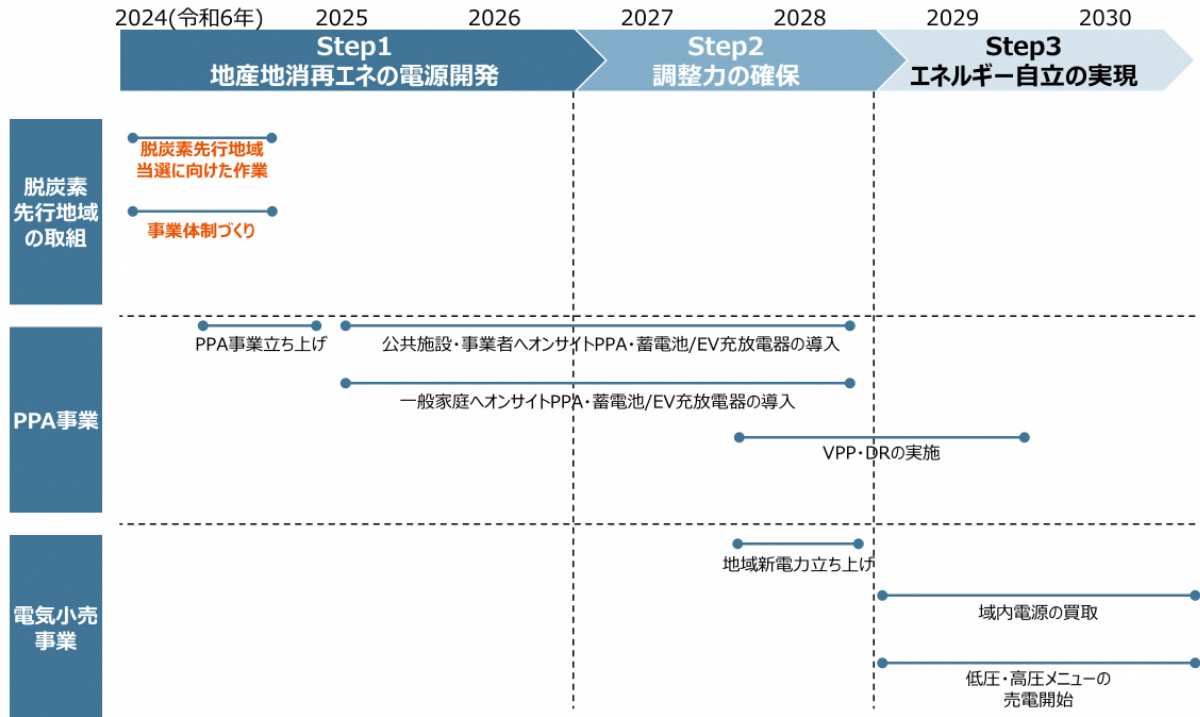 2024(令和6年)
2025
2026
2027
2028
2029
2030
Step1
地産地消再エネの電源開発
Step2
調整力の確保
Step3
エネルギー自立の実現
脱炭素
先行地域
の取組
脱炭素先行地域
当選に向けた作業
事業体制づくり
PPA事業
PPA事業立ち上げ
公共施設・事業者へオンサイトPPA・蓄電池/EV充放電器の導入
一般家庭へオンサイトPPA・蓄電池/EV充放電器の導入
VPP・DRの実施
電気小売
事業
地域新電力立ち上げ
域内電源の買取
低圧・高圧メニューの
売電開始